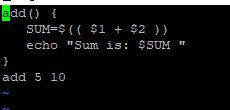 add() {
    SUM=$(( $1 + $2 ))
    echo "Sum is: $SUM "
}
add 5 10
~
~